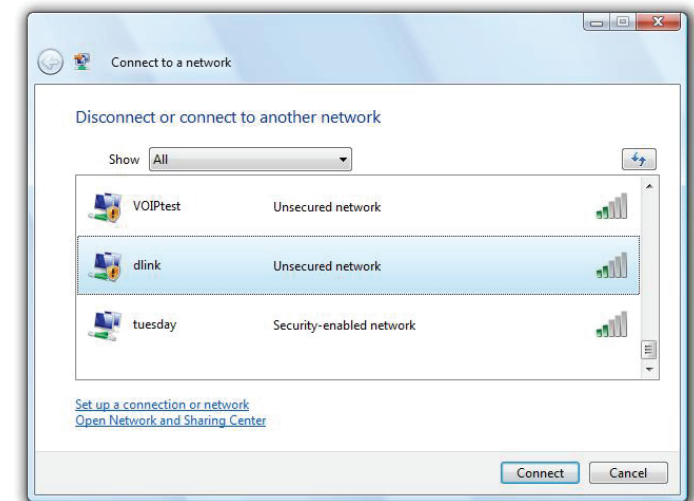 Connect to a network
Disconnect or connect to another network
Show All
VOIPtest Unsecured network
dlink Unsecured network
tuesday Security-enabled network
Set up a connection or network
Open Network and Sharing Center
Connect Cancel